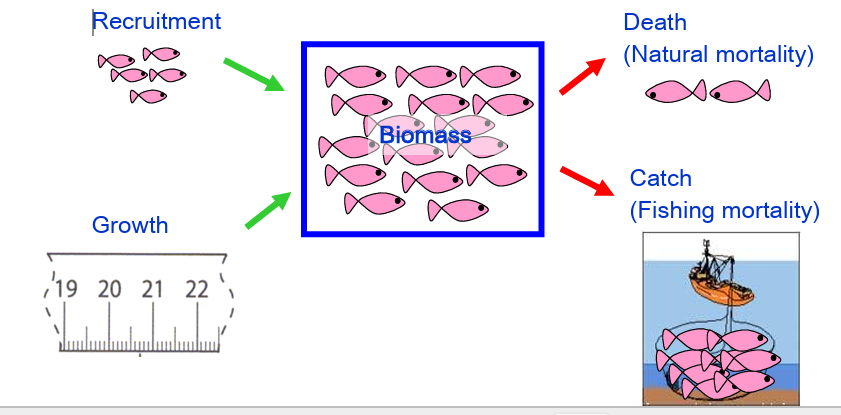 Recruitment
Death
(Natural mortality)
Biomass
Catch
(Fishing mortality)
Growth
19 20 21 22